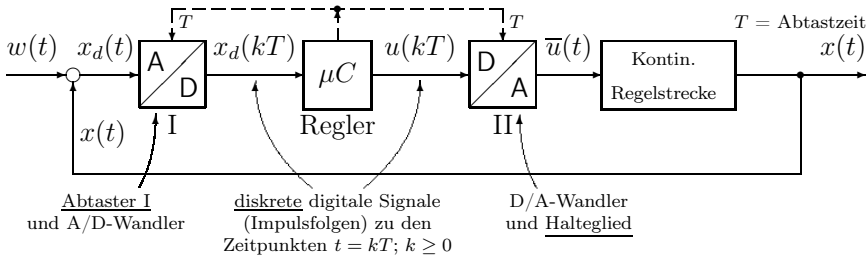 T
T
T = Abtastzeit
w(t)
x_d(t)
A
D
x_d(kT)
μC
u(kT)
D
A
u̅(t)
Kontin.
Regelstrecke
x(t)
x(t)
I
Regler
II
Abtaster I
und A/D-Wandler
diskrete digitale Signale
(Impulsfolgen) zu den
Zeitpunkten t = kT; k ≥ 0
D/A-Wandler
und Halteglied